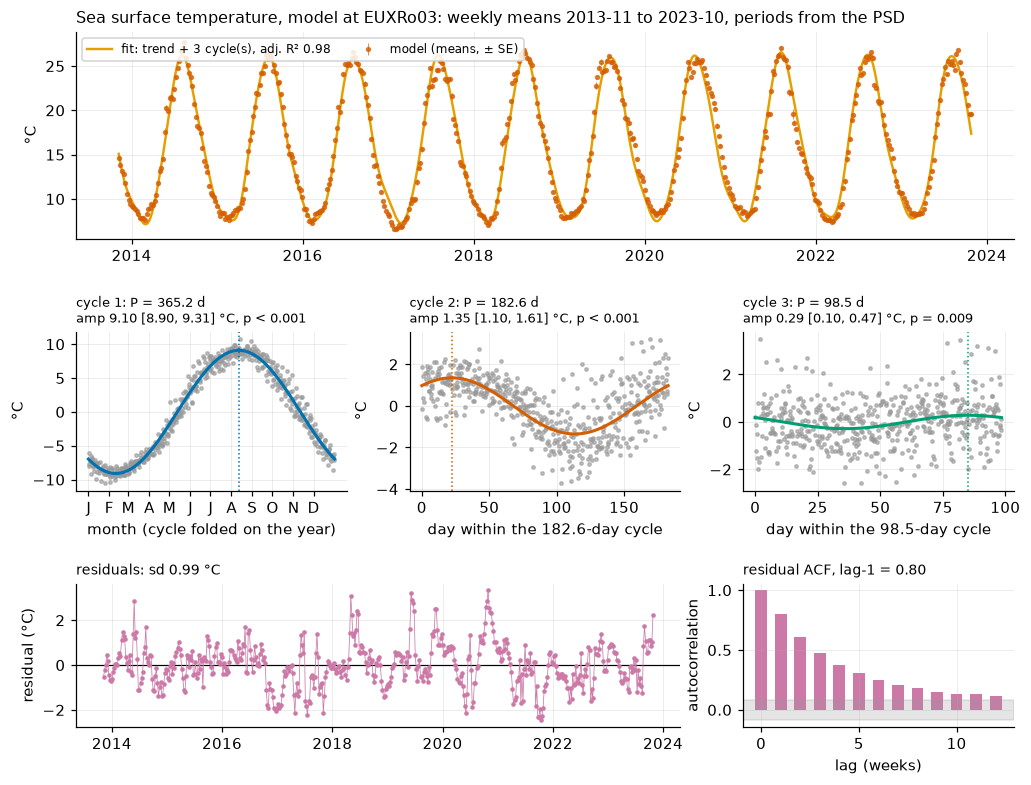 Sea surface temperature, model at EUXRo03: weekly means 2013-11 to 2023-10, periods from the PSD
fit: trend + 3 cycle(s), adj. R² 0.98
model (means, ± SE)
°C
25
20
15
10
2014
2016
2018
2020
2022
2024
cycle 1: P = 365.2 d
amp 9.10 [8.90, 9.31] °C, p < 0.001
°C
10
5
0
−5
−10
J F M A M J J A S O N D
month (cycle folded on the year)
cycle 2: P = 182.6 d
amp 1.35 [1.10, 1.61] °C, p < 0.001
°C
2
0
−2
−4
0
50
100
150
day within the 182.6-day cycle
cycle 3: P = 98.5 d
amp 0.29 [0.10, 0.47] °C, p = 0.009
°C
2
0
−2
0
25
50
75
100
day within the 98.5-day cycle
residuals: sd 0.99 °C
residual (°C)
2
0
−2
2014
2016
2018
2020
2022
2024
residual ACF, lag-1 = 0.80
autocorrelation
1.0
0.5
0.0
0
5
10
lag (weeks)